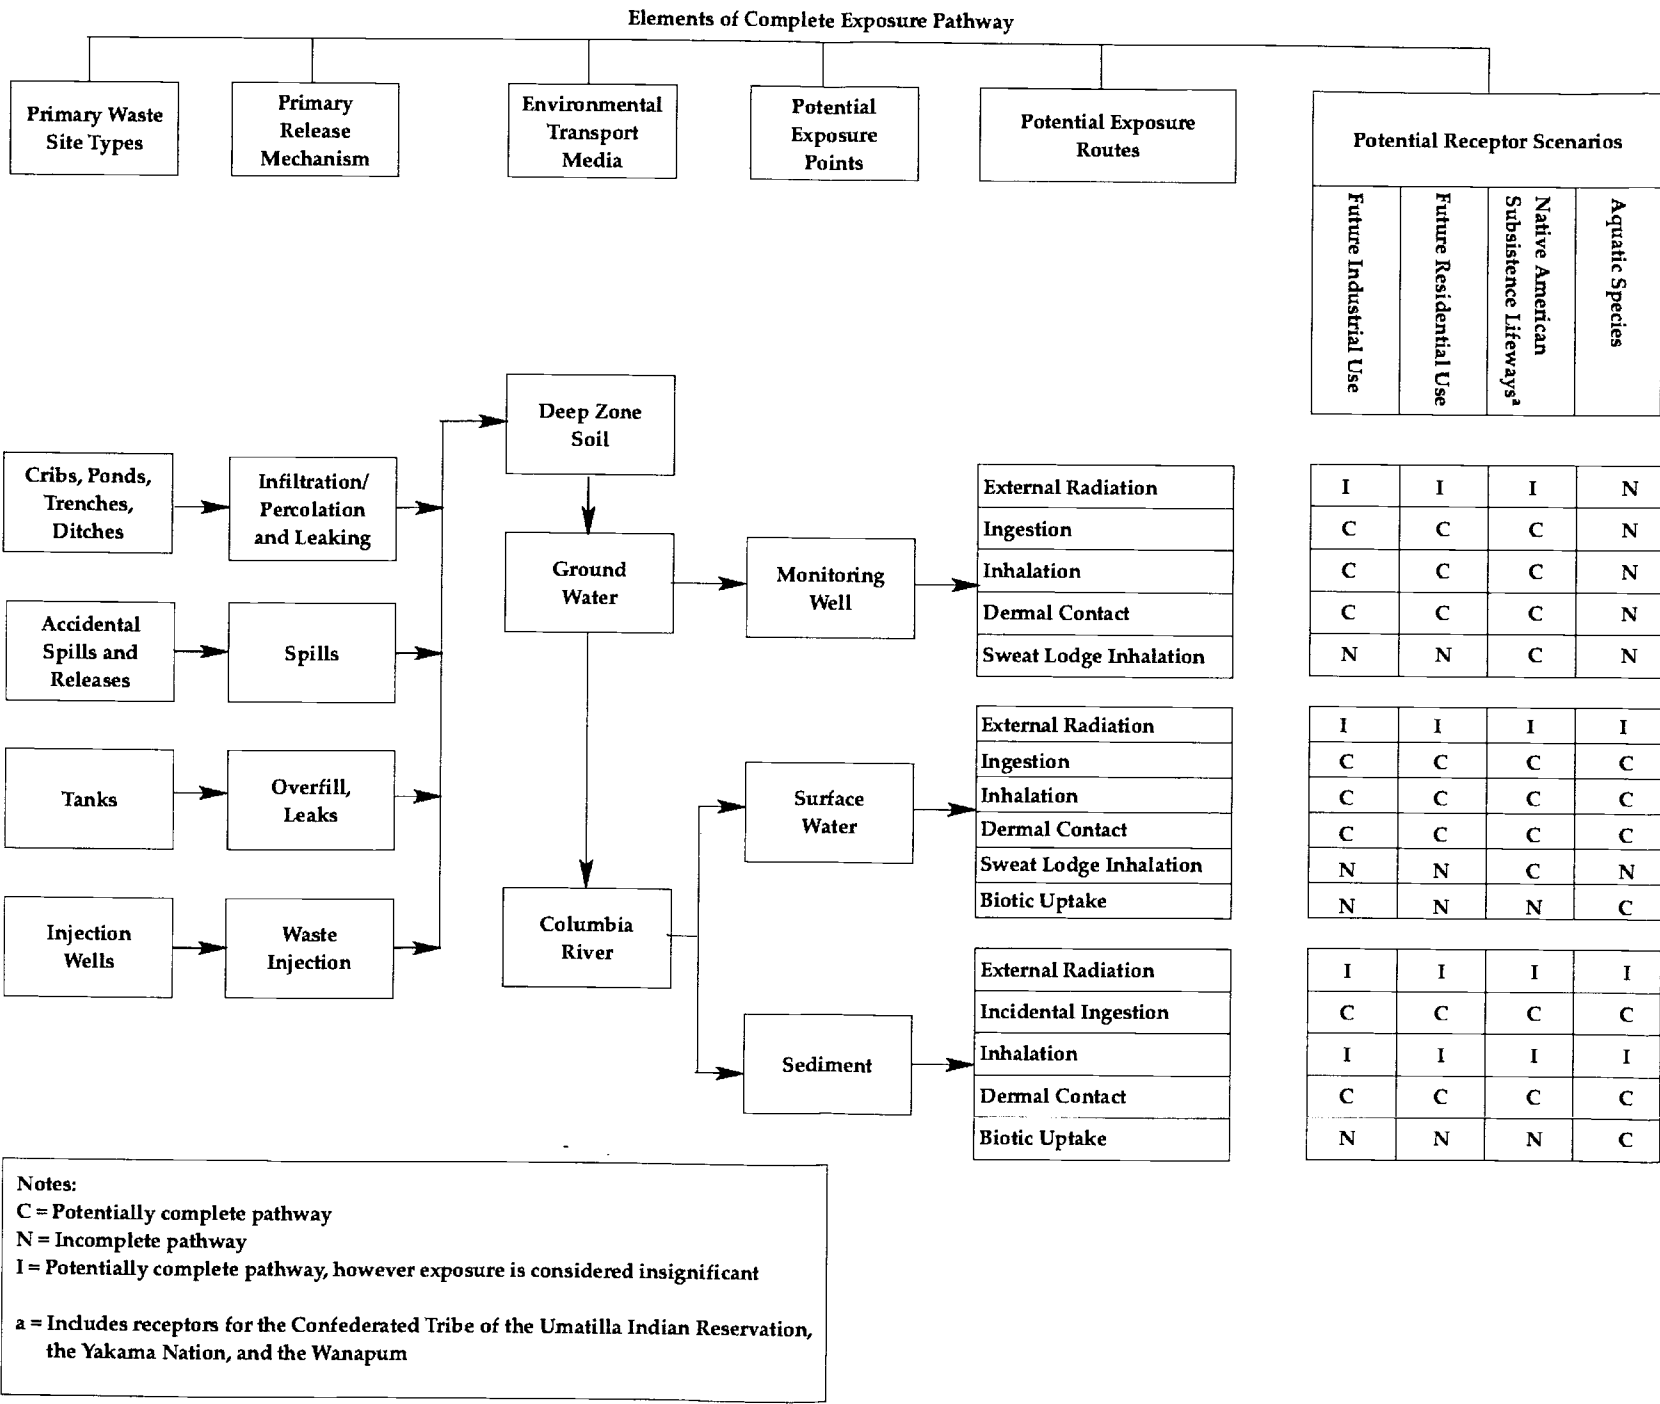 Elements of Complete Exposure Pathway
Primary Waste
Site Types
Primary
Release
Mechanism
Environmental
Transport
Media
Potential
Exposure
Points
Potential Exposure
Routes
Potential Receptor Scenarios
Future Industrial Use
Future Residential Use
Native American
Subsistence Lifeways a
Aquatic Species
Cribs, Ponds,
Trenches,
Ditches
Infiltration/
Percolation
and Leaking
Accidental
Spills and
Releases
Spills
Tanks
Overfill,
Leaks
Injection
Wells
Waste
Injection
Deep Zone
Soil
Ground
Water
Columbia
River
Monitoring
Well
Surface
Water
Sediment
External Radiation I I I N
Ingestion C C C N
Inhalation C C C N
Dermal Contact C C C N
Sweat Lodge Inhalation N N C N
External Radiation I I I I
Ingestion C C C C
Inhalation C C C C
Dermal Contact C C C C
Sweat Lodge Inhalation N N C N
Biotic Uptake N N N C
External Radiation I I I I
Incidental Ingestion C C C C
Inhalation I I I I
Dermal Contact C C C C
Biotic Uptake N N N C
Notes:
C = Potentially complete pathway
N = Incomplete pathway
I = Potentially complete pathway, however exposure is considered insignificant
a = Includes receptors for the Confederated Tribe of the Umatilla Indian Reservation,
the Yakama Nation, and the Wanapum